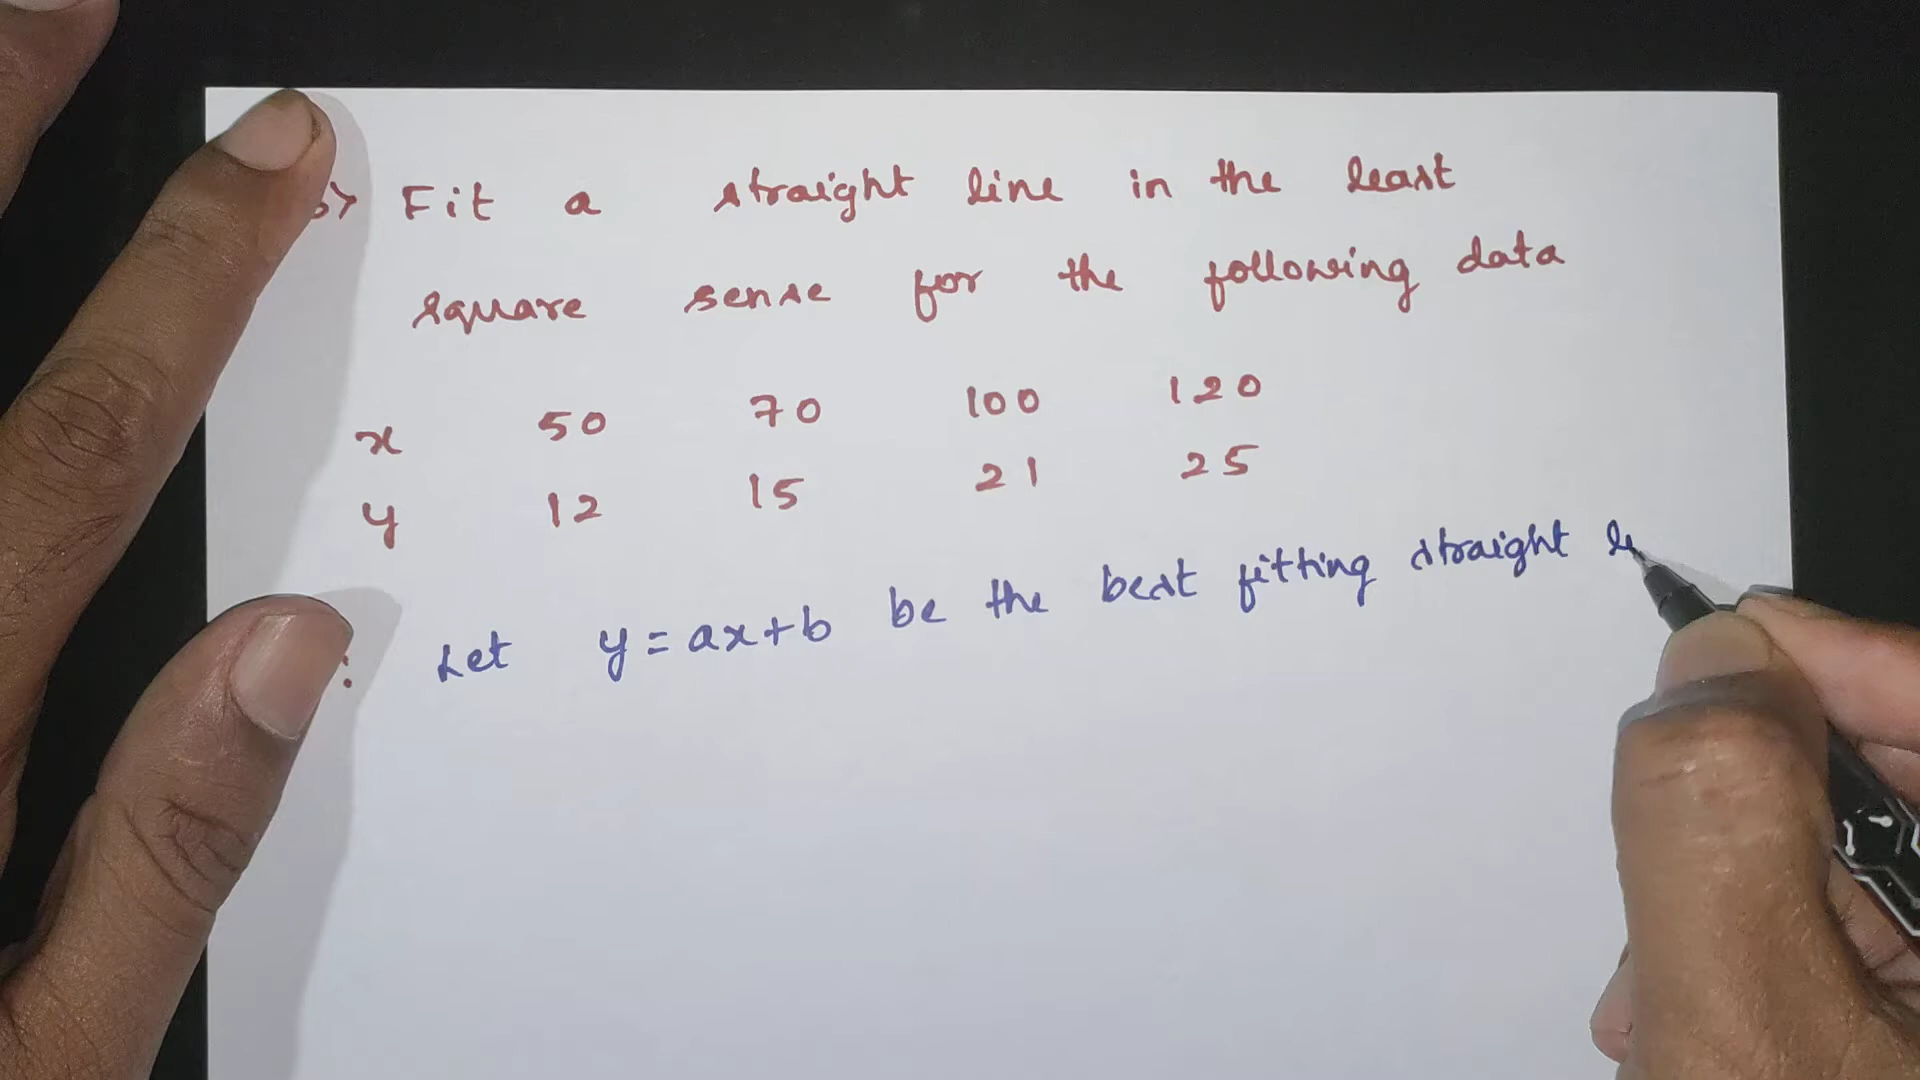 Fit a straight line in the least
square sense for the following data
x 50 70 100 120
y 12 15 21 25
: Let y = ax + b be the best fitting straight